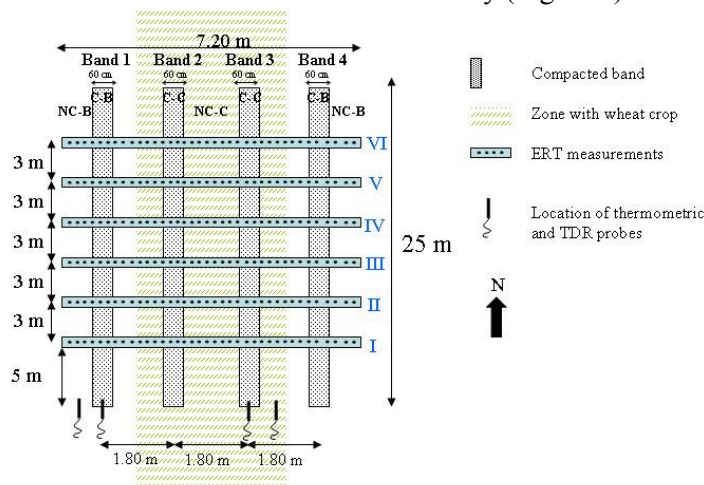 7.20 m
Band 1 Band 2 Band 3 Band 4
60 cm 60 cm 60 cm 60 cm
C-B C-C C-C C-B
NC-B NC-C NC-B
VI
3 m
V
3 m
IV
3 m
III
3 m
II
3 m
I
5 m
25 m
1.80 m 1.80 m 1.80 m
Compacted band
Zone with wheat crop
ERT measurements
Location of thermometric
and TDR probes
N